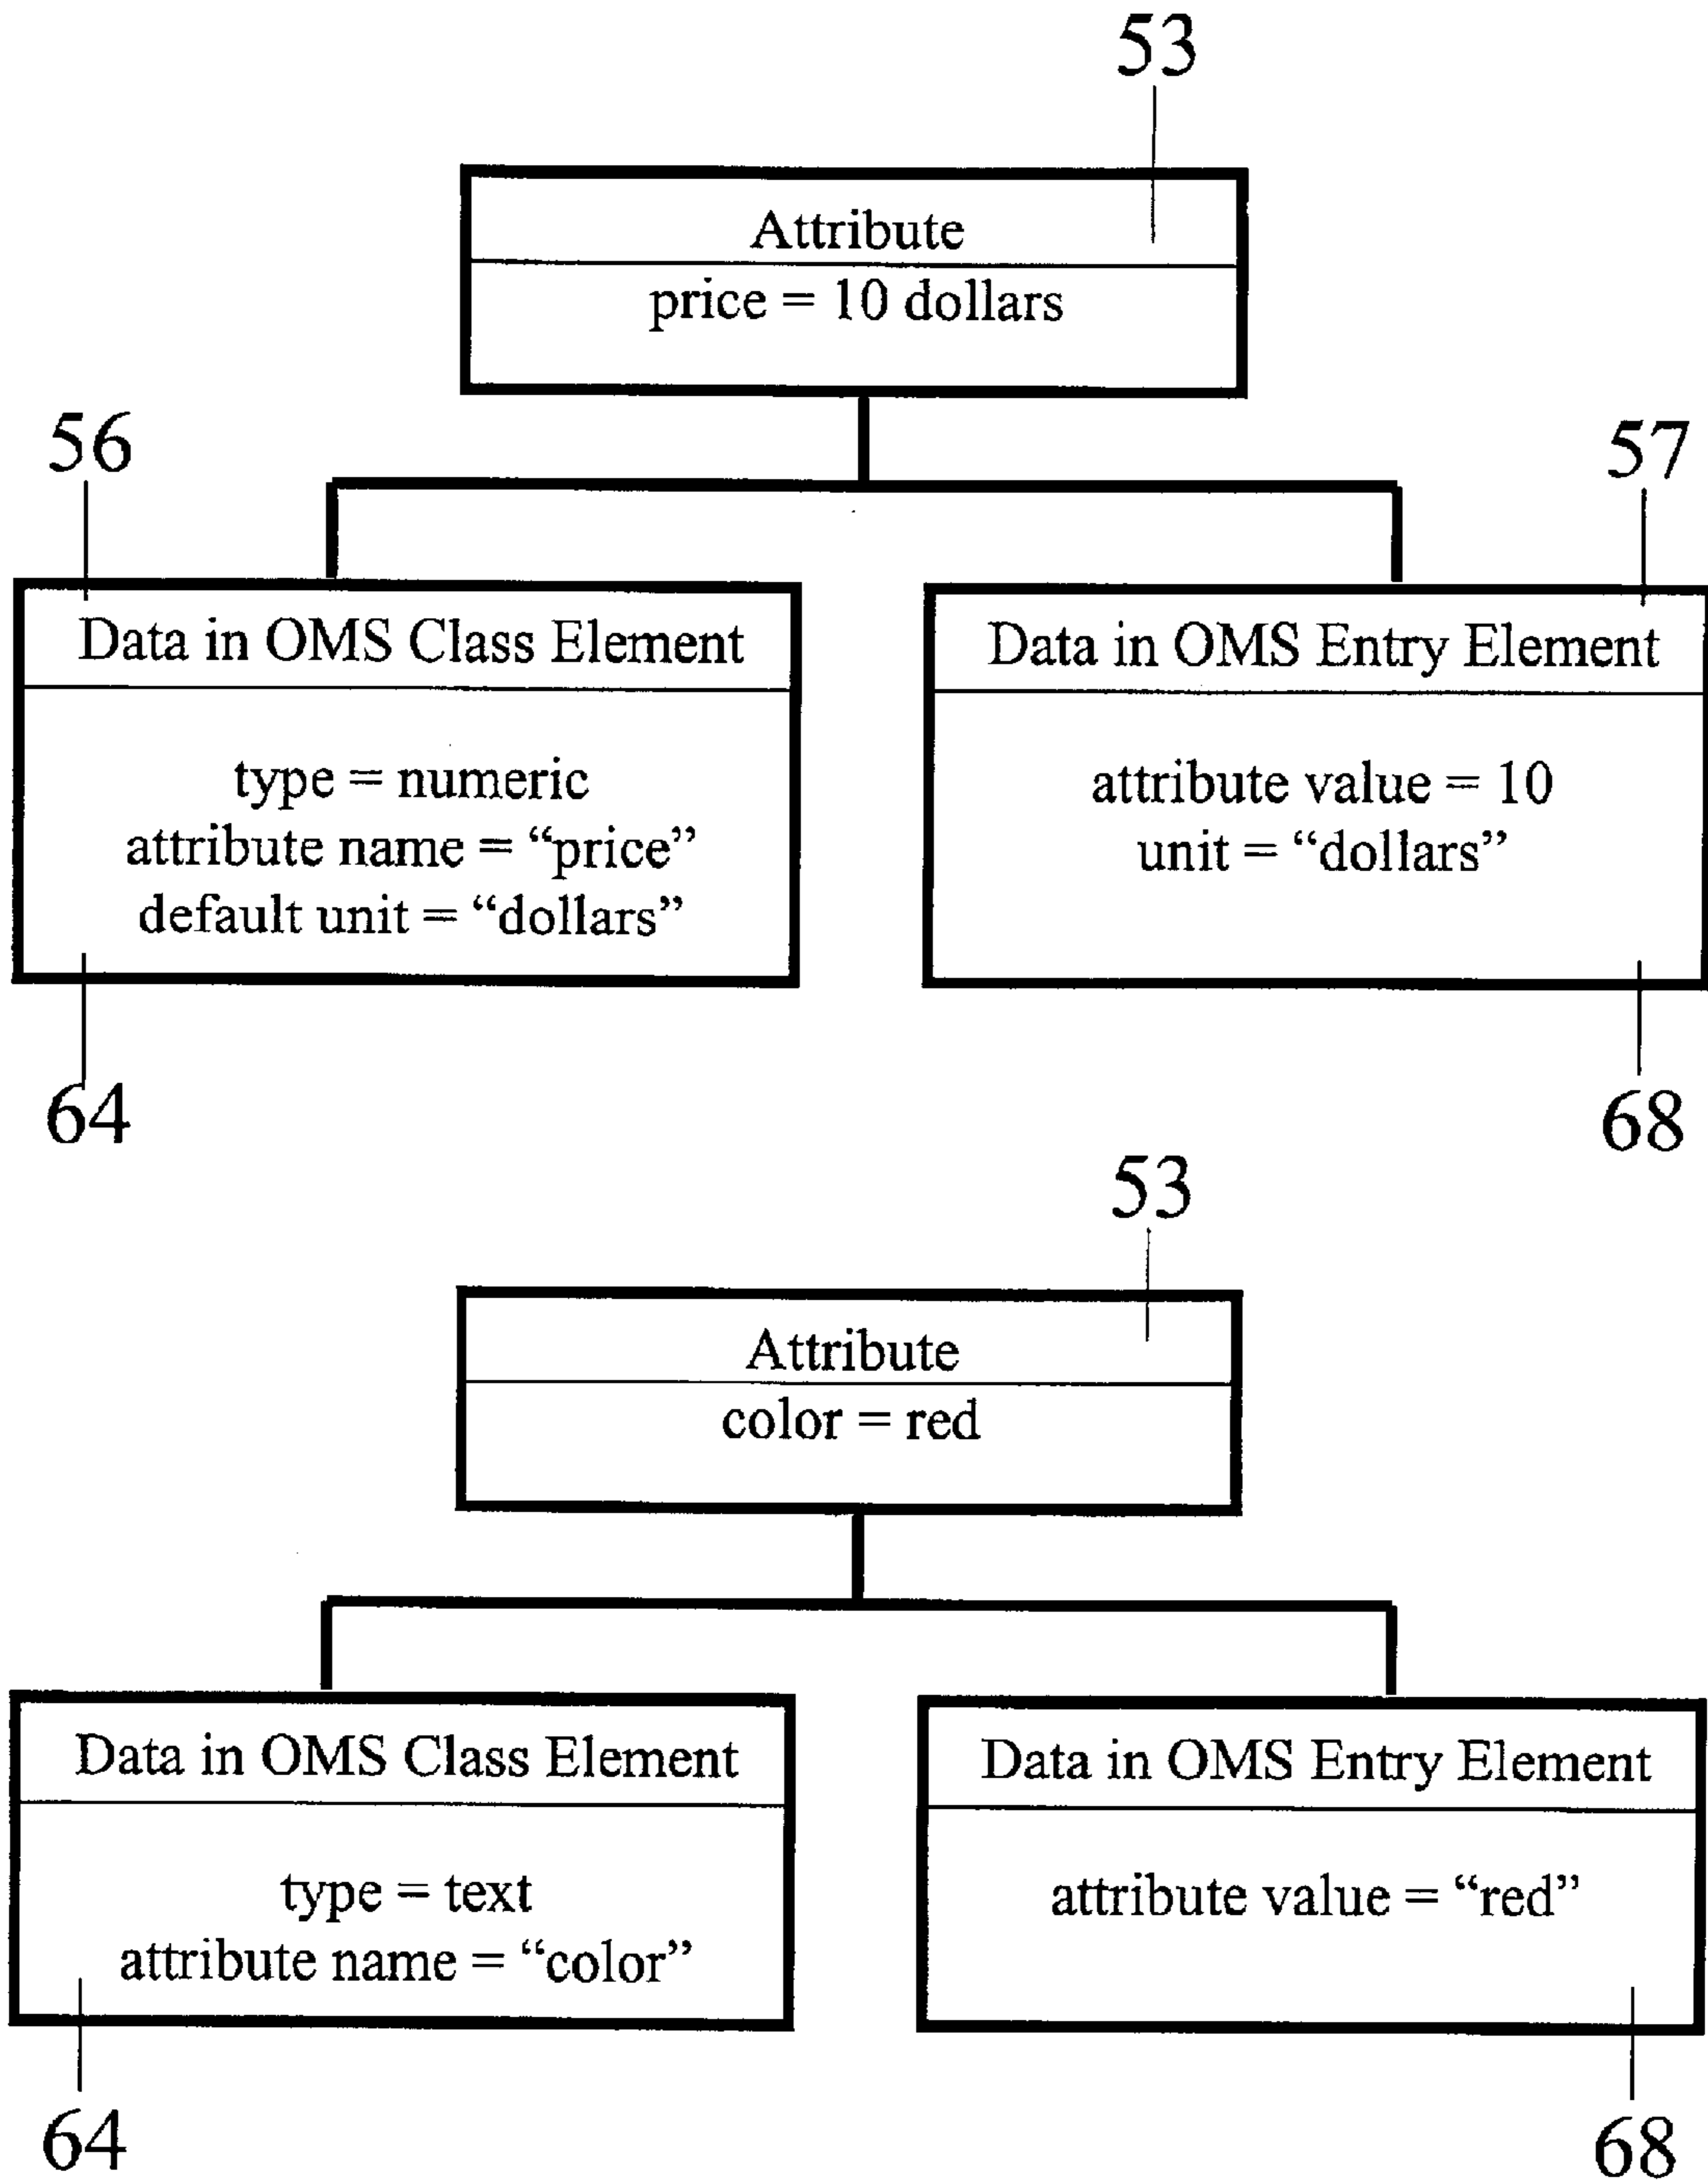 53
Attribute
price = 10 dollars
56
57
Data in OMS Class Element
type = numeric
attribute name = “price”
default unit = “dollars”
Data in OMS Entry Element
attribute value = 10
unit = “dollars”
64
68
53
Attribute
color = red
Data in OMS Class Element
type = text
attribute name = “color”
Data in OMS Entry Element
attribute value = “red”
64
68